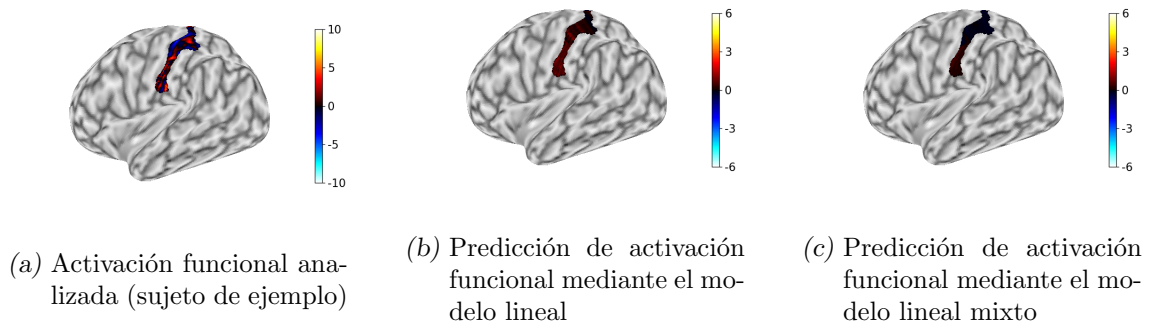 10
5
0
-5
-10
6
3
0
-3
-6
6
3
0
-3
-6
(a) Activación funcional ana-
lizada (sujeto de ejemplo)
(b) Predicción de activación
funcional mediante el mo-
delo lineal
(c) Predicción de activación
funcional mediante el mo-
delo lineal mixto